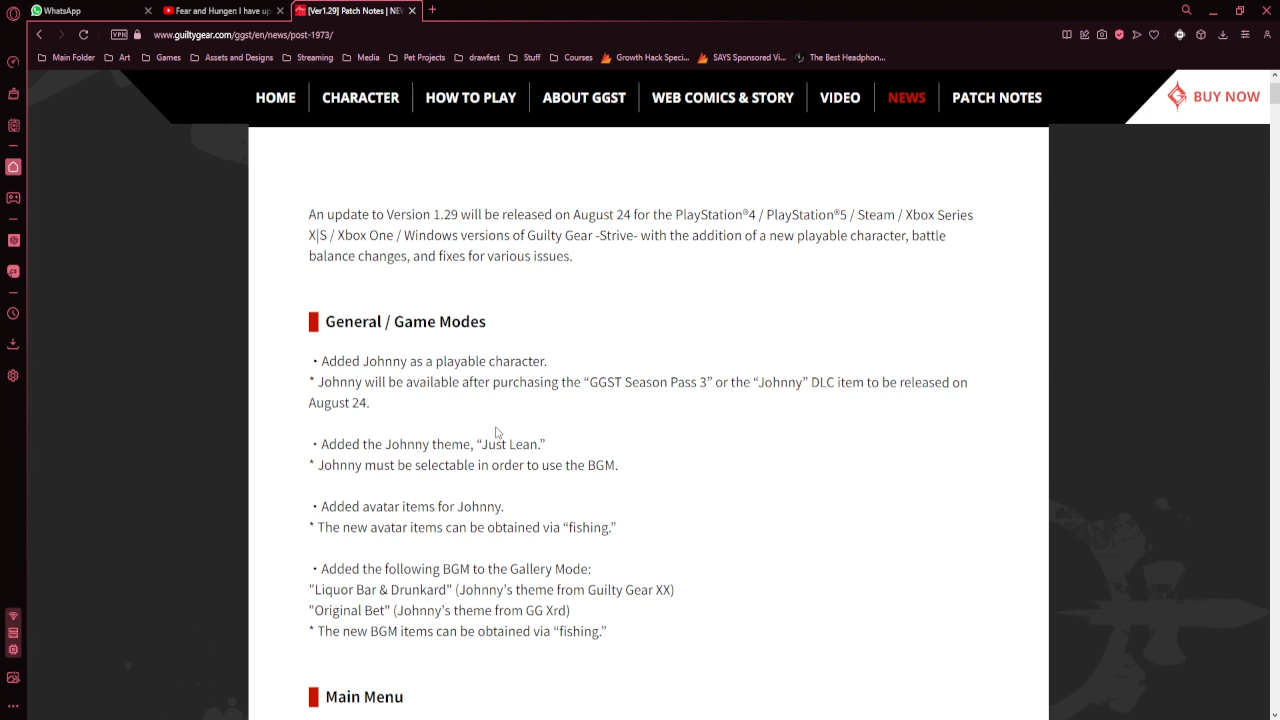 WhatsApp
Fear and Hunger: I have up
[Ver1.29] Patch Notes | NE
VPN
www.guiltygear.com/ggst/en/news/post-1973/
Main Folder
Art
Games
Assets and Designs
Streaming
Media
Pet Projects
drawfest
Stuff
Courses
Growth Hack Speci...
SAYS Sponsored Vi...
The Best Headphon...
HOME
CHARACTER
HOW TO PLAY
ABOUT GGST
WEB COMICS & STORY
VIDEO
NEWS
PATCH NOTES
BUY NOW
An update to Version 1.29 will be released on August 24 for the PlayStation®4 / PlayStation®5 / Steam / Xbox Series
X|S / Xbox One / Windows versions of Guilty Gear -Strive- with the addition of a new playable character, battle
balance changes, and fixes for various issues.
General / Game Modes
・Added Johnny as a playable character.
* Johnny will be available after purchasing the “GGST Season Pass 3” or the “Johnny” DLC item to be released on
August 24.
・Added the Johnny theme, “Just Lean.”
* Johnny must be selectable in order to use the BGM.
・Added avatar items for Johnny.
* The new avatar items can be obtained via “fishing.”
・Added the following BGM to the Gallery Mode:
"Liquor Bar & Drunkard" (Johnny’s theme from Guilty Gear XX)
"Original Bet" (Johnny’s theme from GG Xrd)
* The new BGM items can be obtained via “fishing.”
Main Menu